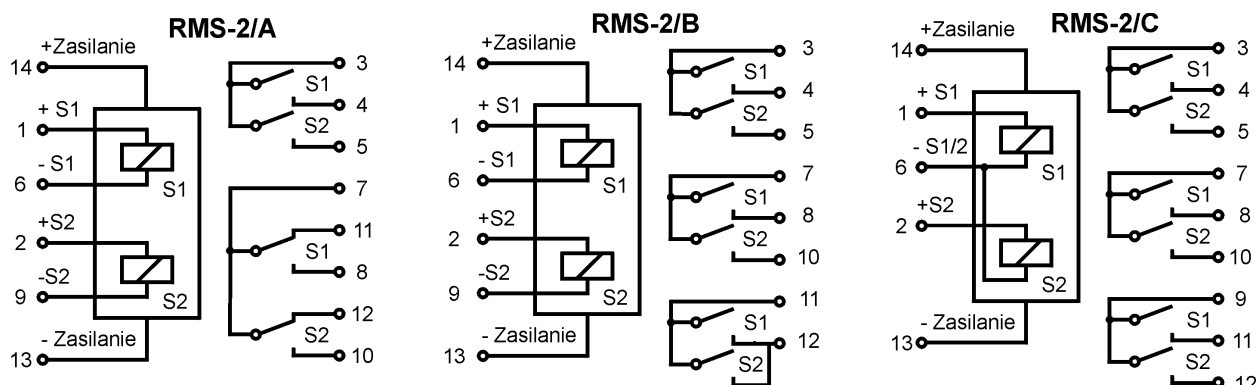 RMS-2/A
+Zasilanie
14
+ S1
1
- S1
6
S1
+S2
2
-S2
9
S2
- Zasilanie
13
3
S1
4
S2
5
7
11
S1
8
12
S2
10
RMS-2/B
+Zasilanie
14
+ S1
1
- S1
6
S1
+S2
2
-S2
9
S2
- Zasilanie
13
3
S1
4
S2
5
7
S1
8
S2
10
11
S1
12
S2
RMS-2/C
+Zasilanie
14
+ S1
1
- S1/2
6
S1
+S2
2
S2
- Zasilanie
13
3
S1
4
S2
5
7
S1
8
S2
10
9
S1
11
S2
12